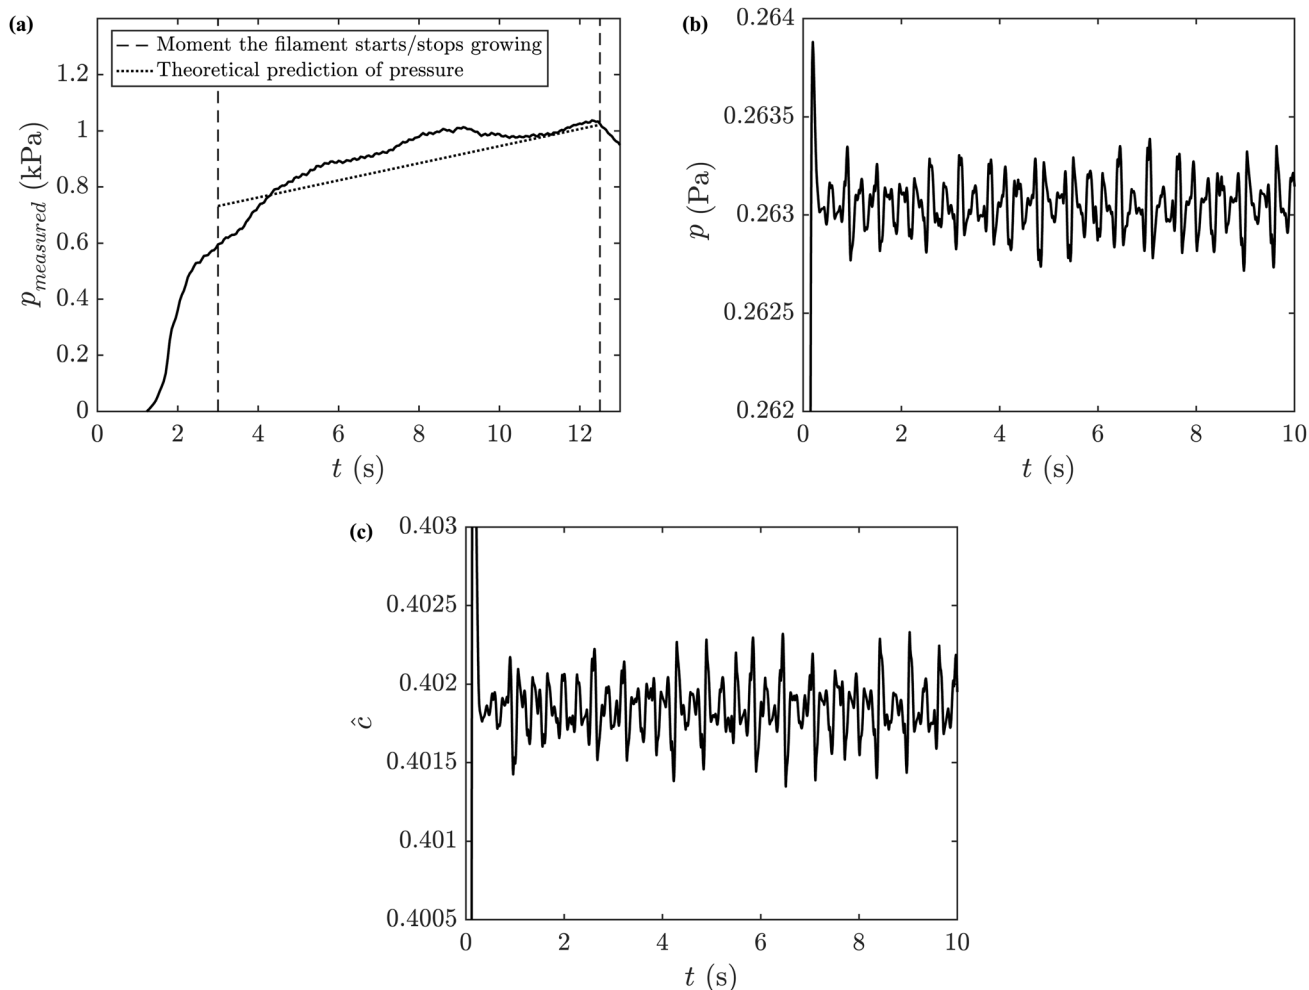 (a)
Moment the filament starts/stops growing
Theoretical prediction of pressure
1.2
1
0.8
0.6
0.4
0.2
0
p_measured (kPa)
0 2 4 6 8 10 12
t (s)
(b)
0.264
0.2635
0.263
0.2625
0.262
p (Pa)
0 2 4 6 8 10
t (s)
(c)
0.403
0.4025
0.402
0.4015
0.401
0.4005
ĉ
0 2 4 6 8 10
t (s)